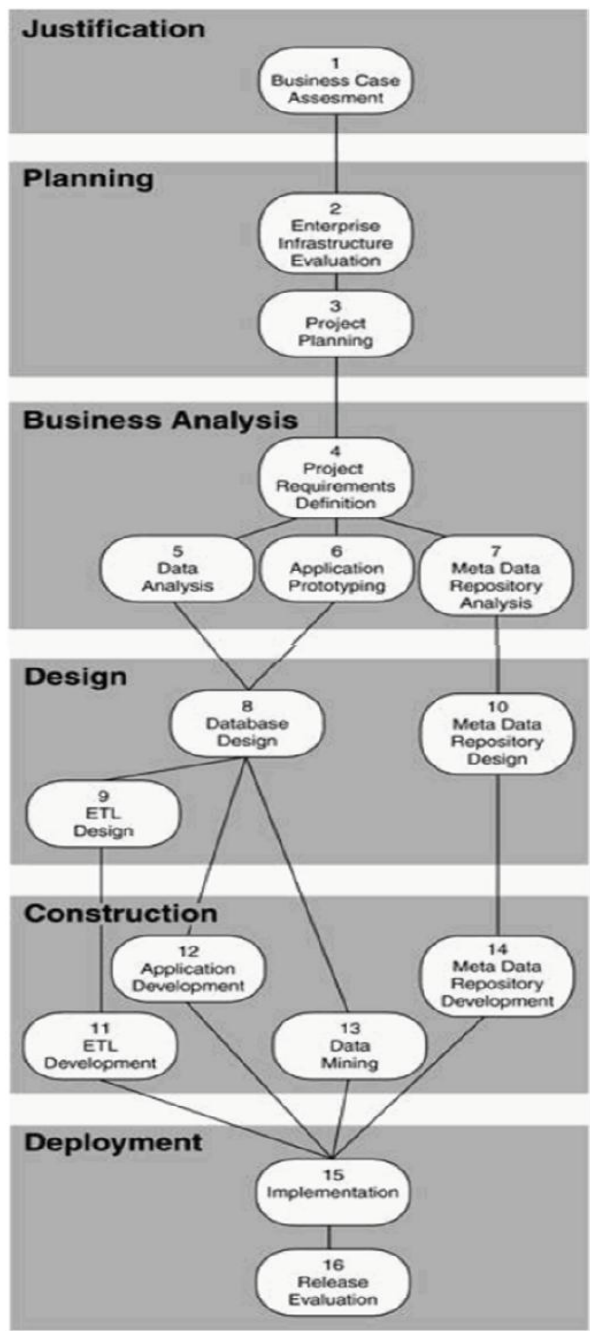 Justification
1
Business Case
Assesment
Planning
2
Enterprise
Infrastructure
Evaluation
3
Project
Planning
Business Analysis
4
Project
Requirements
Definition
5
Data
Analysis
6
Application
Prototyping
7
Meta Data
Repository
Analysis
Design
8
Database
Design
10
Meta Data
Repository
Design
9
ETL
Design
Construction
12
Application
Development
14
Meta Data
Repository
Development
11
ETL
Development
13
Data
Mining
Deployment
15
Implementation
16
Release
Evaluation